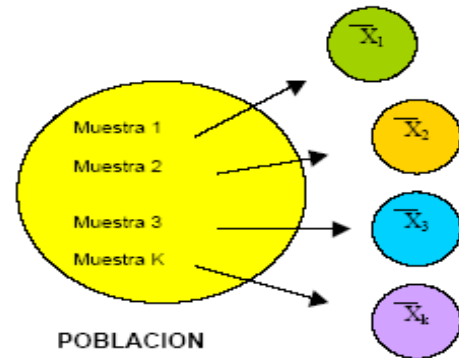 X̅₁
Muestra 1
X̅₂
Muestra 2
Muestra 3
X̅₃
Muestra K
X̅ₖ
POBLACION